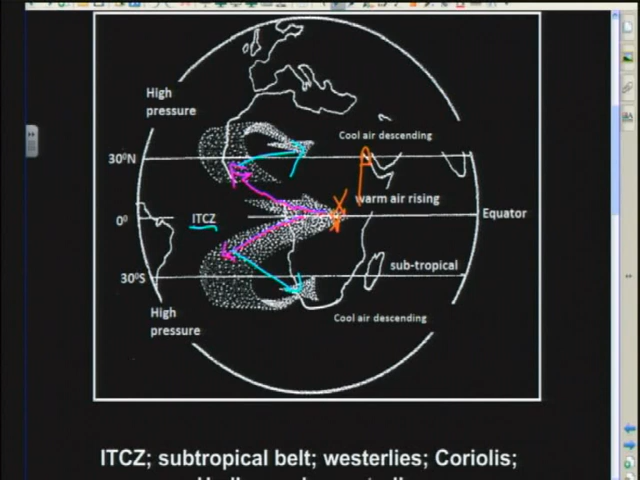 High
pressure
Cool air descending
30⁰N
warm air rising
ITCZ
0⁰
Equator
sub-tropical
30⁰S
High
pressure
Cool air descending
ITCZ; subtropical belt; westerlies; Coriolis;